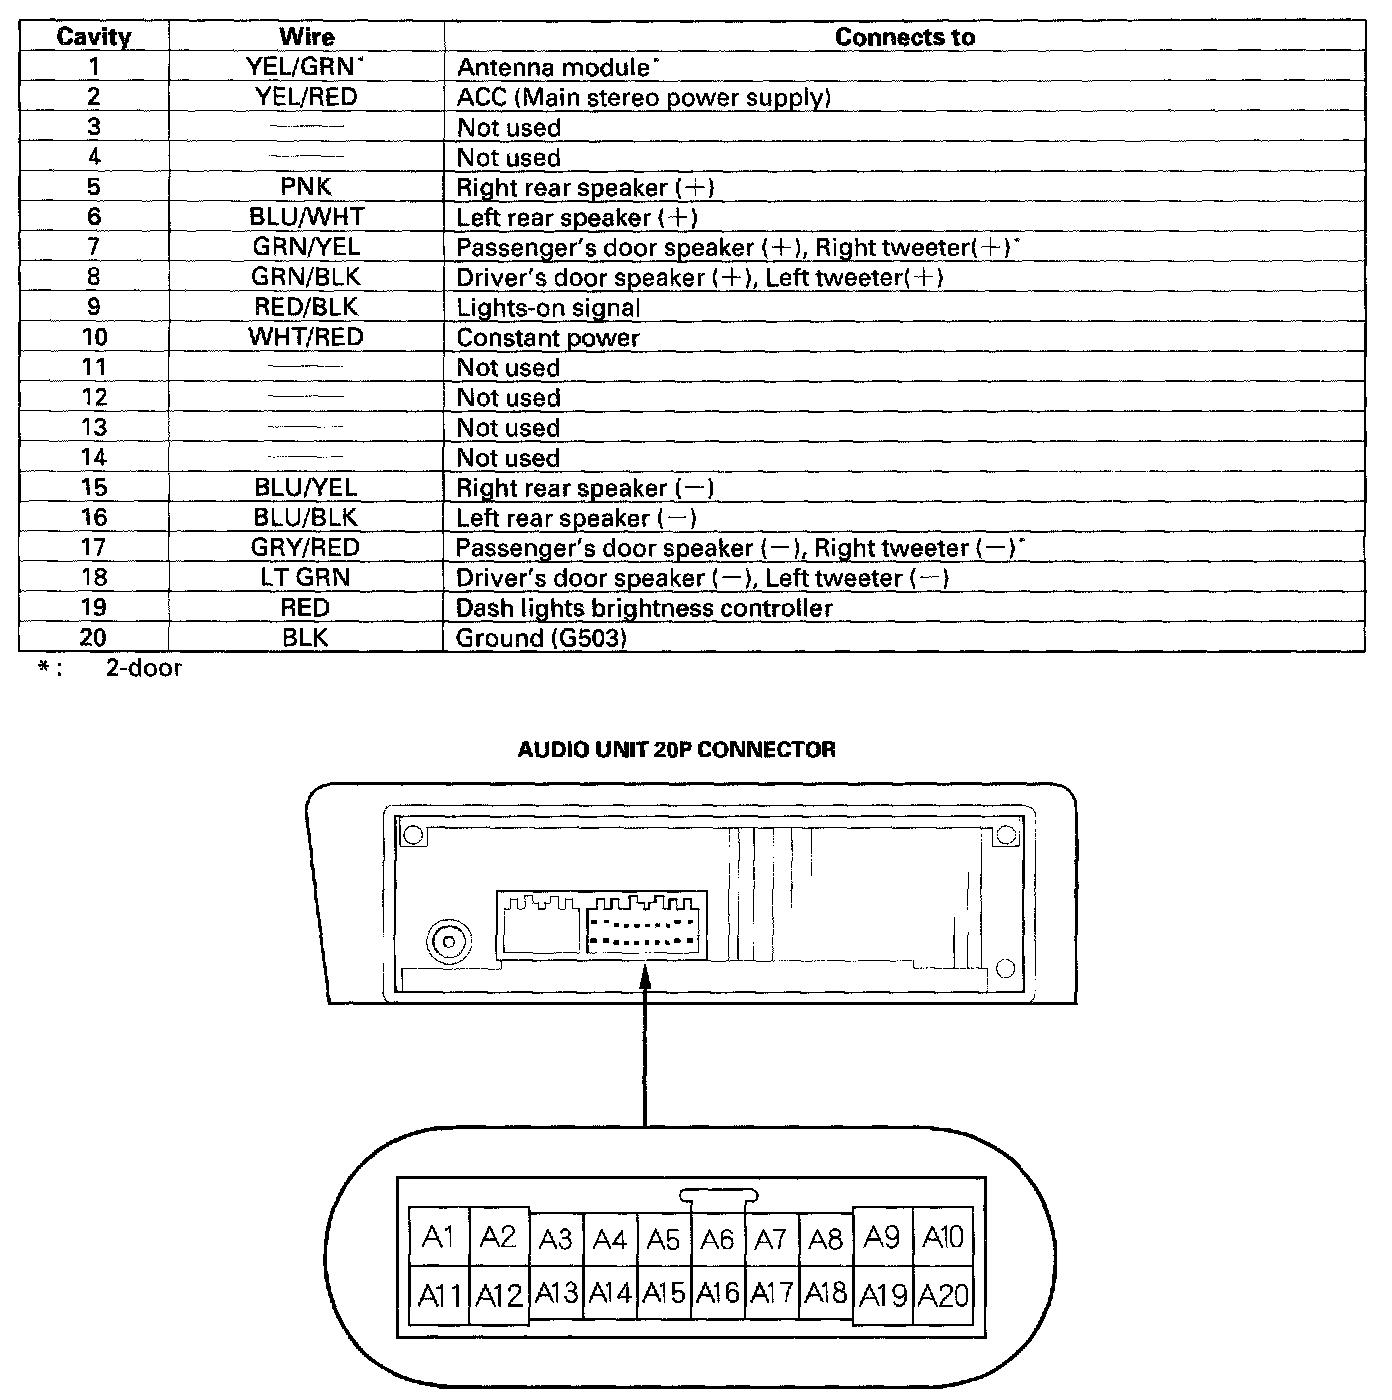 Cavity Wire Connects to
1 YEL/GRN* Antenna module*
2 YEL/RED ACC (Main stereo power supply)
3 Not used
4 Not used
5 PNK Right rear speaker (+)
6 BLU/WHT Left rear speaker (+)
7 GRN/YEL Passenger's door speaker (+), Right tweeter(+)*
8 GRN/BLK Driver's door speaker (+), Left tweeter(+)
9 RED/BLK Lights-on signal
10 WHT/RED Constant power
11 Not used
12 Not used
13 Not used
14 Not used
15 BLU/YEL Right rear speaker (−)
16 BLU/BLK Left rear speaker (−)
17 GRY/RED Passenger's door speaker (−), Right tweeter (−)*
18 LT GRN Driver's door speaker (−), Left tweeter (−)
19 RED Dash lights brightness controller
20 BLK Ground (G503)
* : 2-door
AUDIO UNIT 20P CONNECTOR
A1 A2 A3 A4 A5 A6 A7 A8 A9 A10
A11 A12 A13 A14 A15 A16 A17 A18 A19 A20